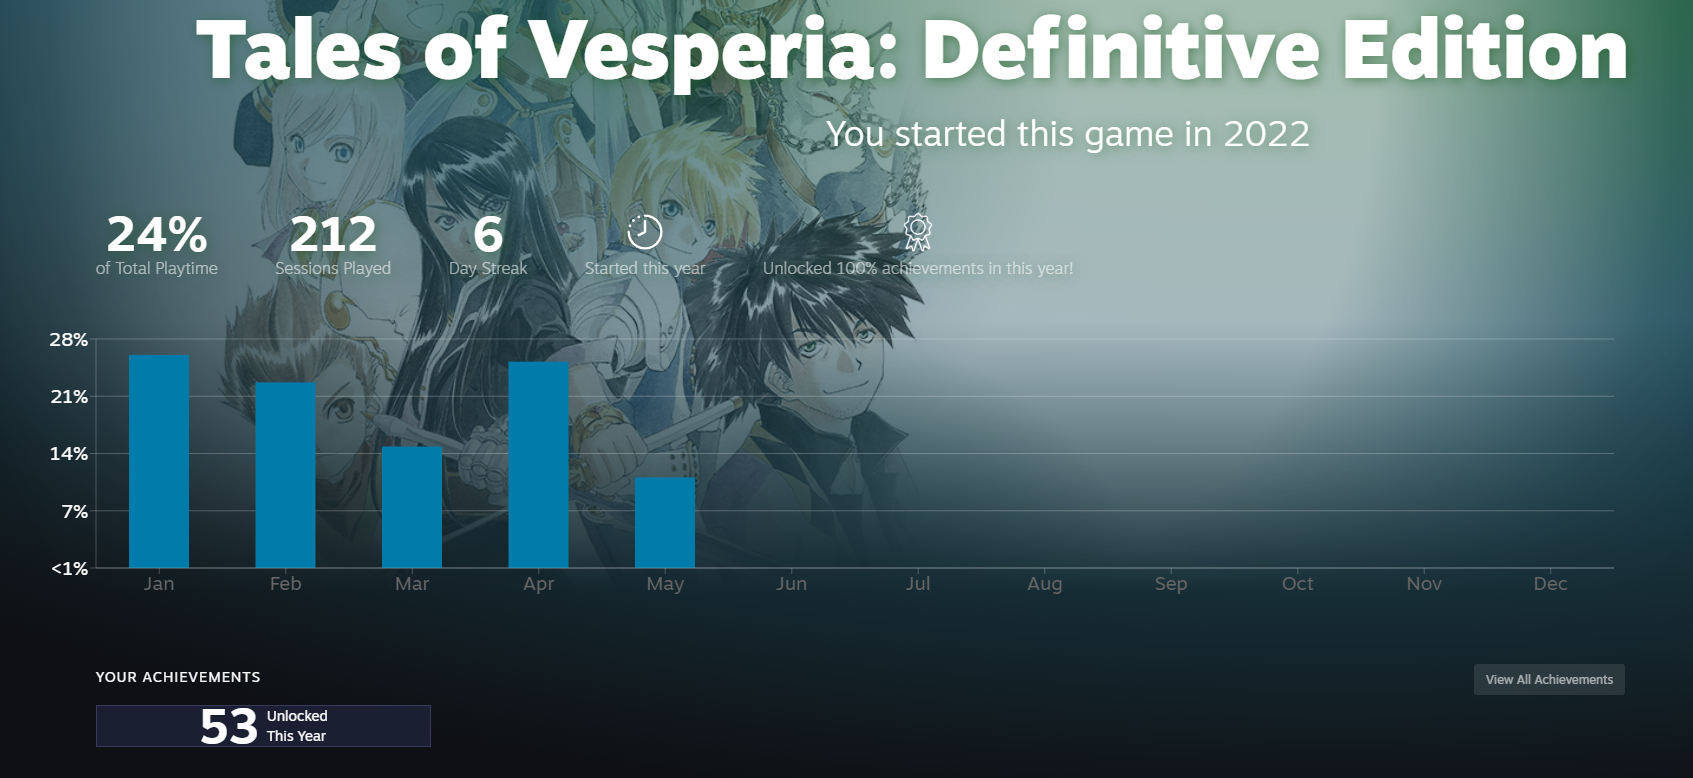 Tales of Vesperia: Definitive Edition
You started this game in 2022
24% 212 6
of Total Playtime Sessions Played Day Streak Started this year Unlocked 100% achievements in this year!
28%
21%
14%
7%
<1%
Jan Feb Mar Apr May Jun Jul Aug Sep Oct Nov Dec
YOUR ACHIEVEMENTS View All Achievements
53 Unlocked
This Year